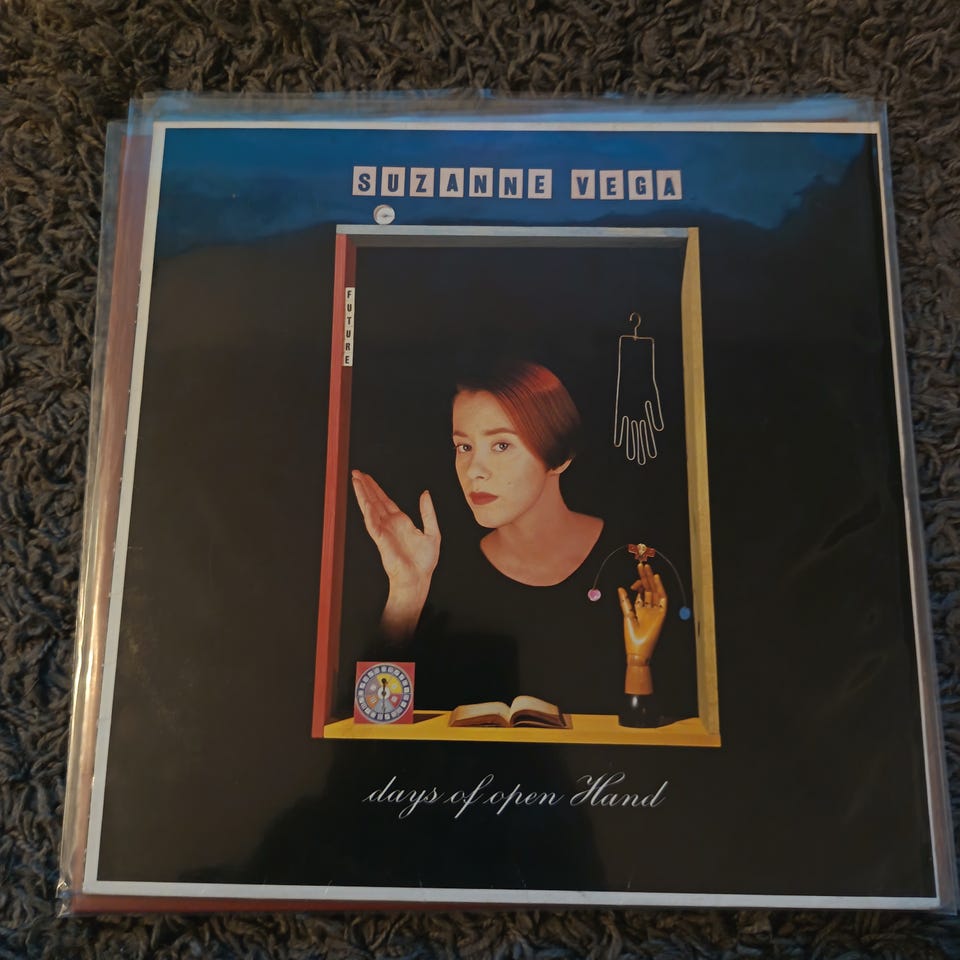 SUZANNE VEGA
FUTURE
days of open Hand